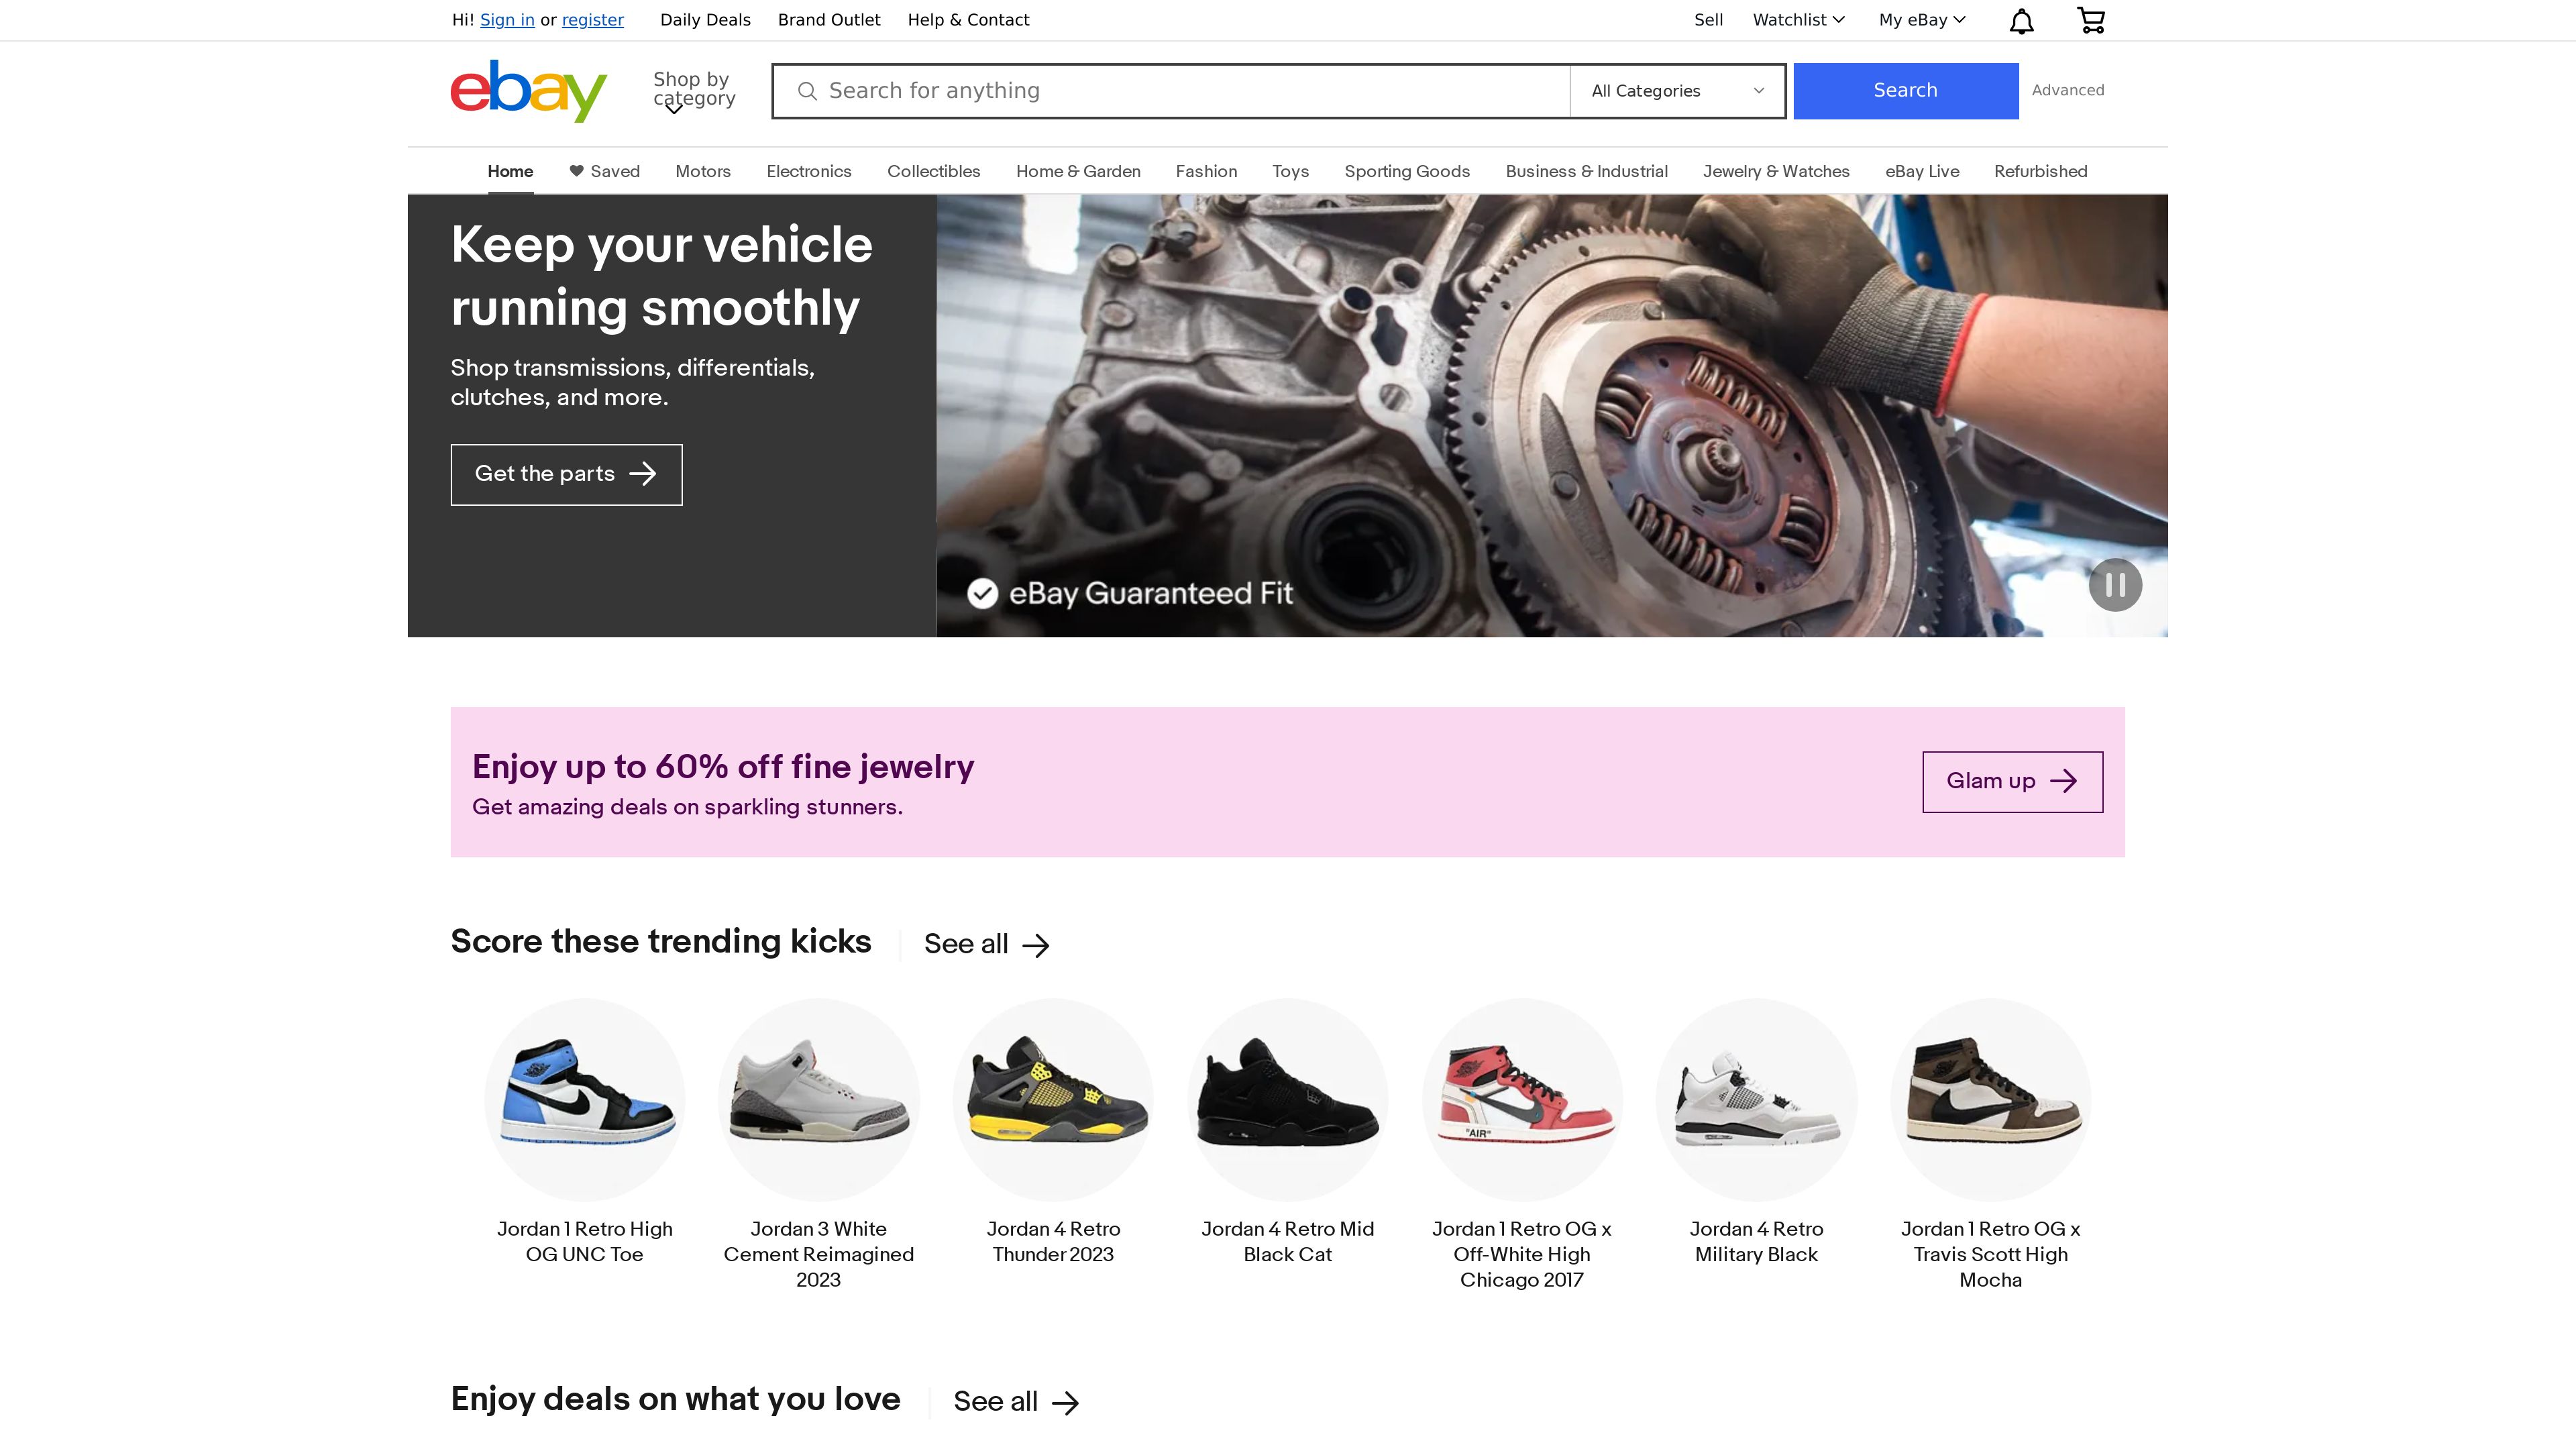 Hi! Sign in or register Daily Deals Brand Outlet Help & Contact Sell Watchlist My eBay
ebay
Shop by category
Search for anything
All Categories
Search
Advanced
Home Saved Motors Electronics Collectibles Home & Garden Fashion Toys Sporting Goods Business & Industrial Jewelry & Watches eBay Live Refurbished
Keep your vehicle
running smoothly
Shop transmissions, differentials,
clutches, and more.
Get the parts
eBay Guaranteed Fit
Enjoy up to 60% off fine jewelry
Get amazing deals on sparkling stunners.
Glam up
Score these trending kicks
See all
"AIR"
Jordan 1 Retro High
OG UNC Toe
Jordan 3 White
Cement Reimagined
2023
Jordan 4 Retro
Thunder 2023
Jordan 4 Retro Mid
Black Cat
Jordan 1 Retro OG x
Off-White High
Chicago 2017
Jordan 4 Retro
Military Black
Jordan 1 Retro OG x
Travis Scott High
Mocha
Enjoy deals on what you love
See all